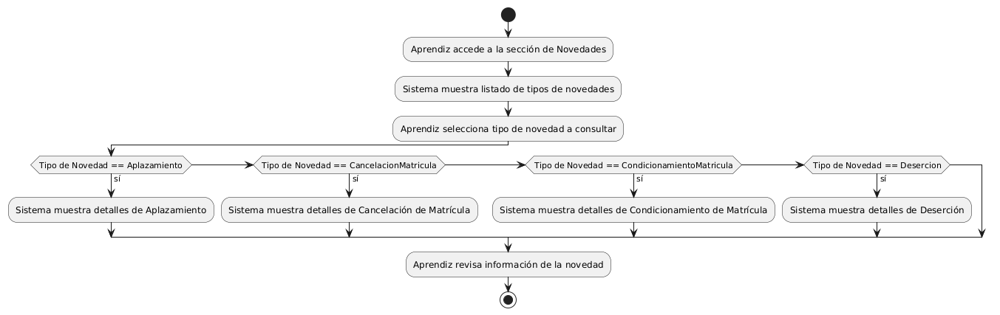 Aprendiz accede a la sección de Novedades
Sistema muestra listado de tipos de novedades
Aprendiz selecciona tipo de novedad a consultar
Tipo de Novedad == Aplazamiento
Tipo de Novedad == CancelacionMatricula
Tipo de Novedad == CondicionamientoMatricula
Tipo de Novedad == Desercion
sí
sí
sí
sí
Sistema muestra detalles de Aplazamiento
Sistema muestra detalles de Cancelación de Matrícula
Sistema muestra detalles de Condicionamiento de Matrícula
Sistema muestra detalles de Deserción
Aprendiz revisa información de la novedad